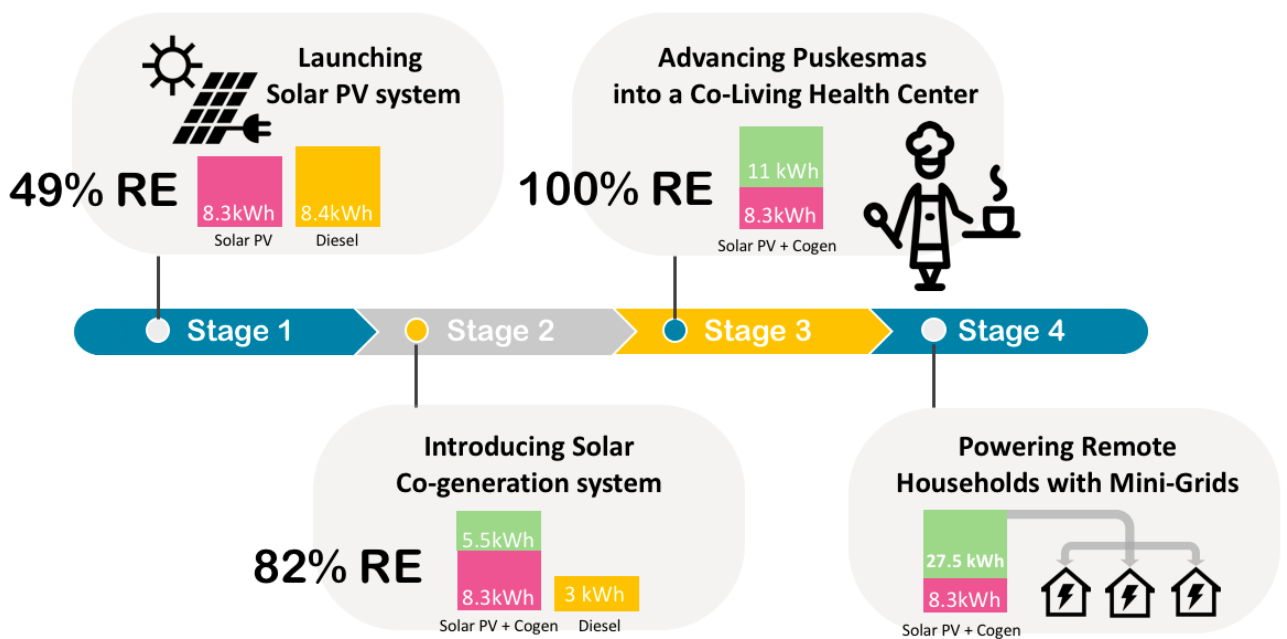 Launching
Solar PV system
49% RE
8.3kWh
8.4kWh
Solar PV
Diesel
Advancing Puskesmas
into a Co-Living Health Center
100% RE
11 kWh
8.3kWh
Solar PV + Cogen
Stage 1
Stage 2
Stage 3
Stage 4
Introducing Solar
Co-generation system
82% RE
5.5kWh
8.3kWh
3 kWh
Solar PV + Cogen
Diesel
Powering Remote
Households with Mini-Grids
27.5 kWh
8.3kWh
Solar PV + Cogen